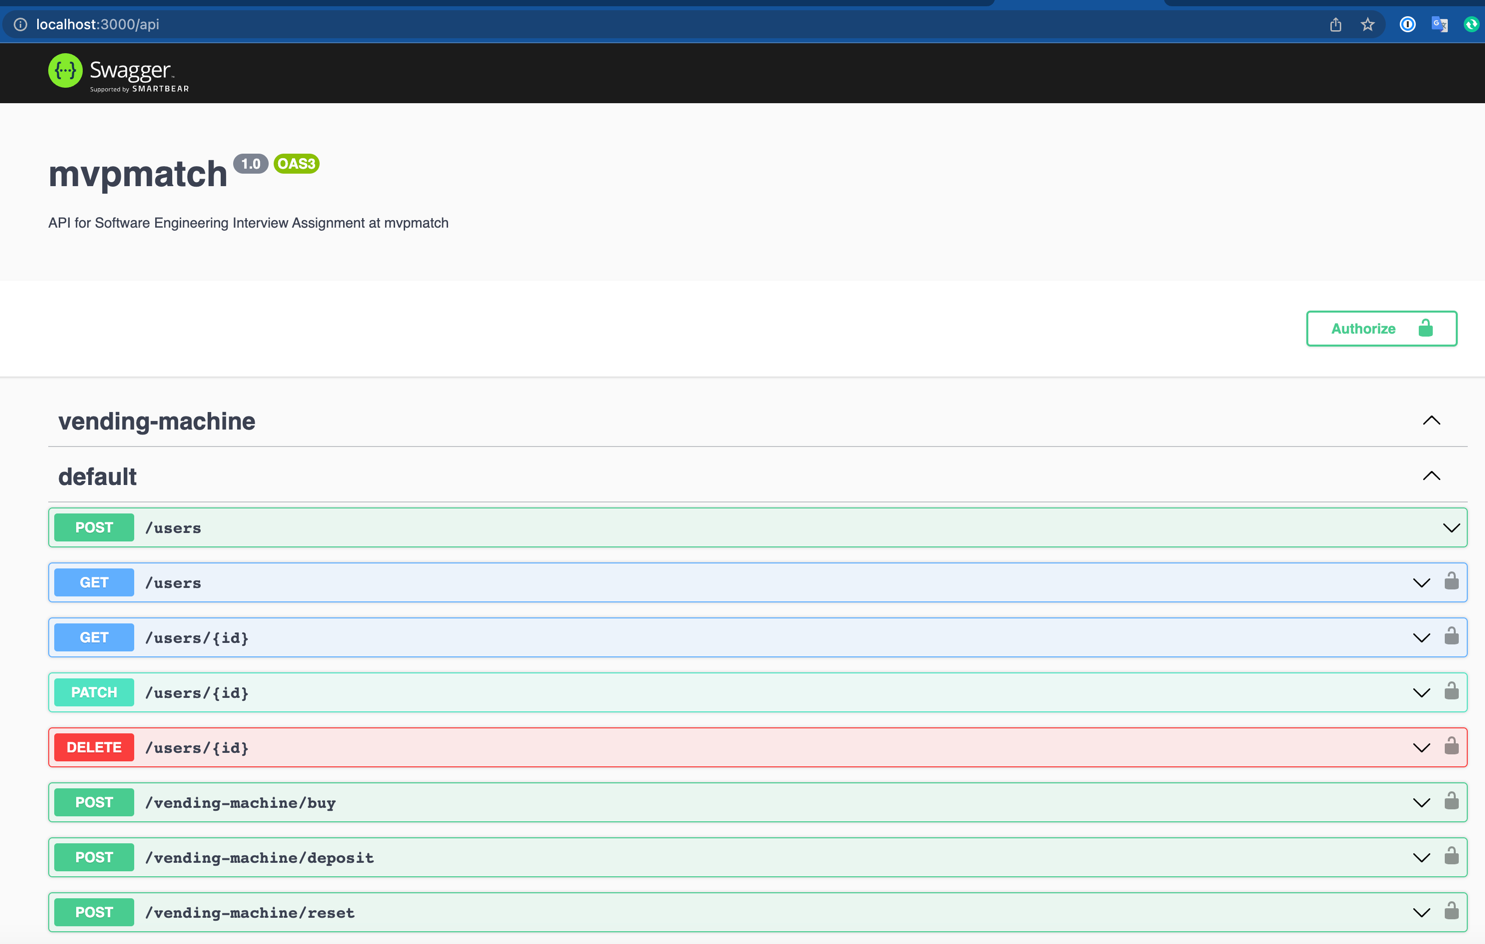 localhost:3000/api
Swagger
Supported by SMARTBEAR
mvpmatch 1.0 OAS3
API for Software Engineering Interview Assignment at mvpmatch
Authorize
vending-machine
default
POST /users
GET /users
GET /users/{id}
PATCH /users/{id}
DELETE /users/{id}
POST /vending-machine/buy
POST /vending-machine/deposit
POST /vending-machine/reset